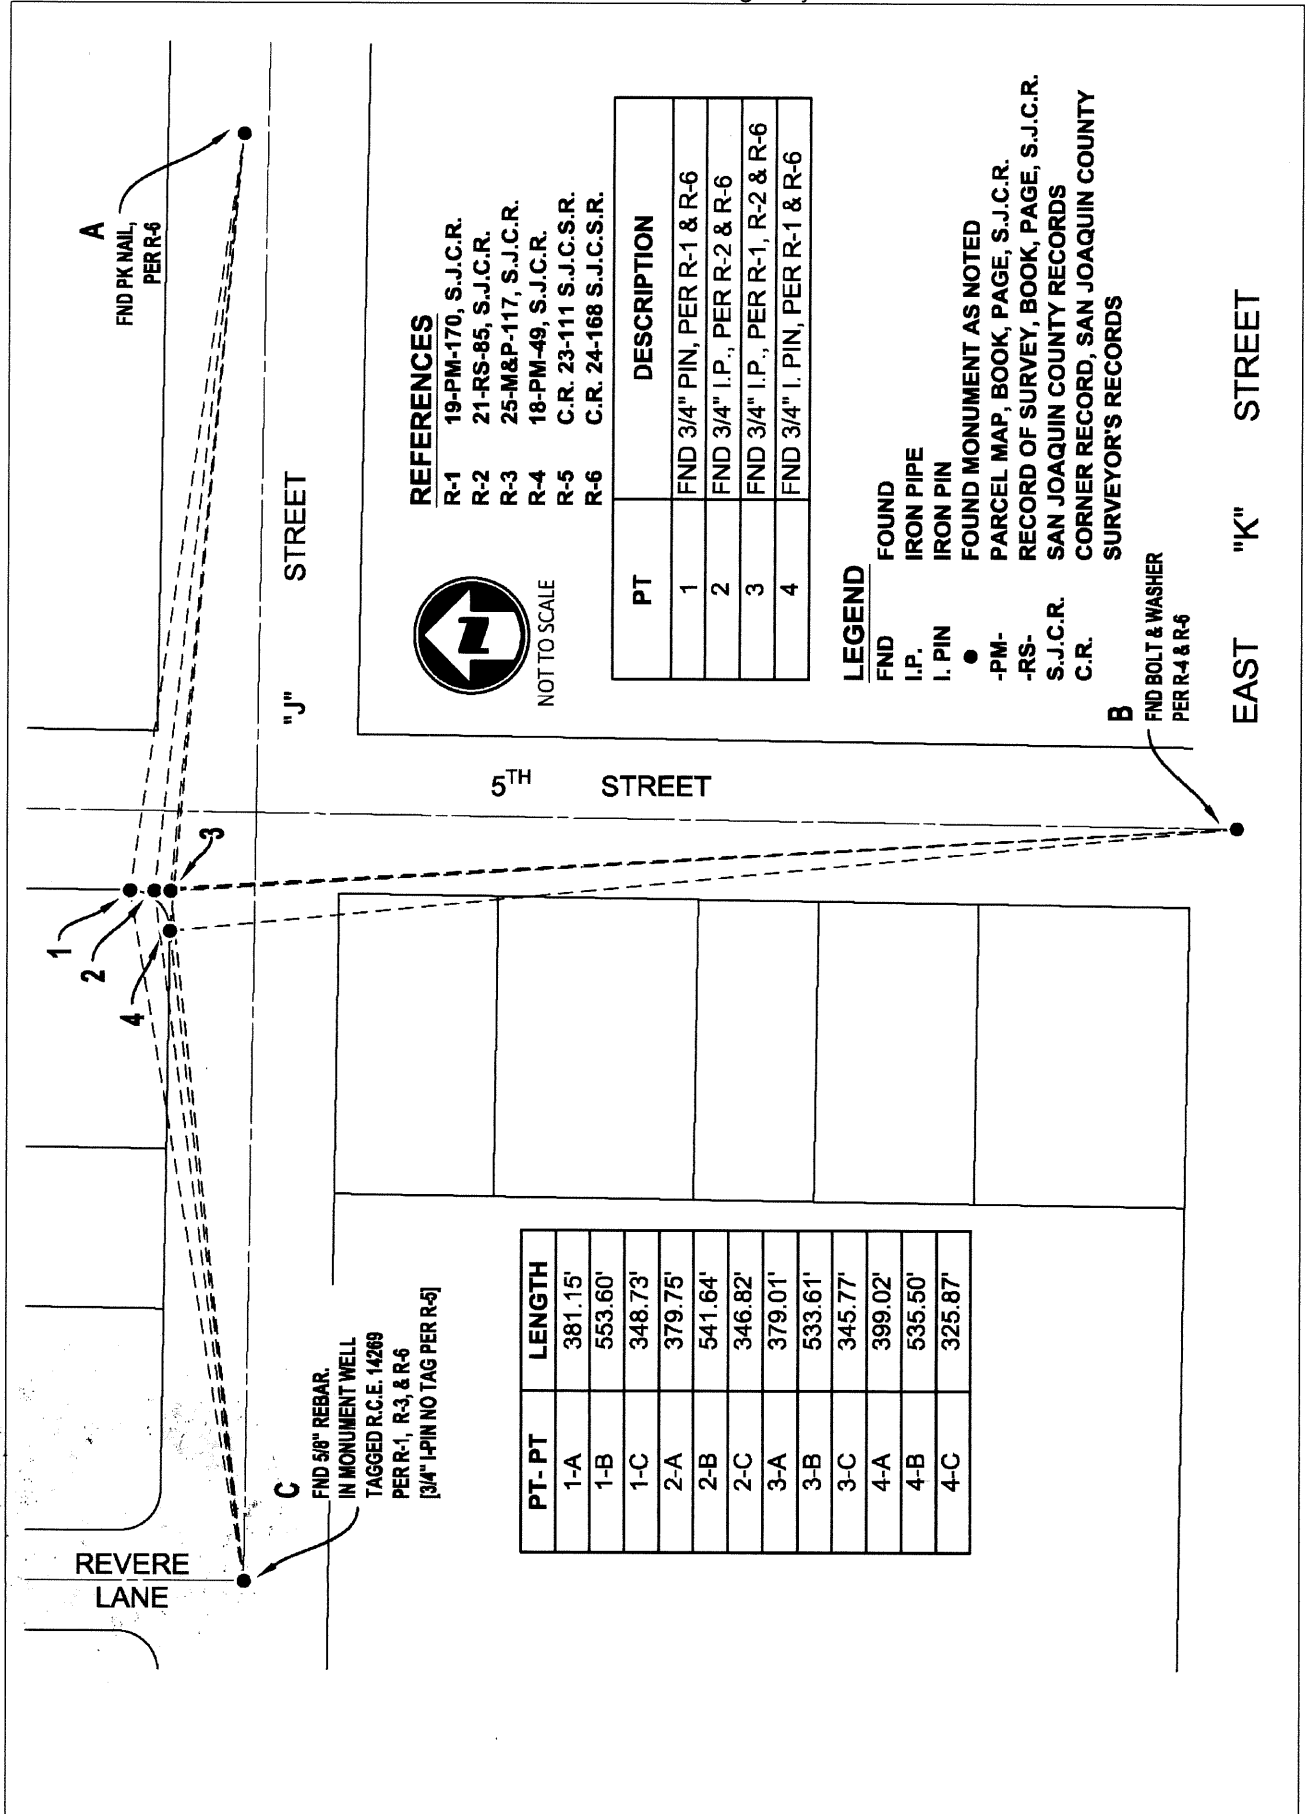 A
FND PK NAIL,
PER R-6
"J" STREET
1
2
3
4
5TH STREET
REVERE
LANE
C
FND 5/8" REBAR.
IN MONUMENT WELL
TAGGED R.C.E. 14269
PER R-1, R-3, & R-6
[3/4" I-PIN NO TAG PER R-5]
N
NOT TO SCALE
REFERENCES
R-1 19-PM-170, S.J.C.R.
R-2 21-RS-85, S.J.C.R.
R-3 25-M&P-117, S.J.C.R.
R-4 18-PM-49, S.J.C.R.
R-5 C.R. 23-111 S.J.C.S.R.
R-6 C.R. 24-168 S.J.C.S.R.
PT DESCRIPTION
1 FND 3/4" PIN, PER R-1 & R-6
2 FND 3/4" I.P., PER R-2 & R-6
3 FND 3/4" I.P., PER R-1, R-2 & R-6
4 FND 3/4" I. PIN, PER R-1 & R-6
LEGEND
FND FOUND
I.P. IRON PIPE
I. PIN IRON PIN
● FOUND MONUMENT AS NOTED
-PM- PARCEL MAP, BOOK, PAGE, S.J.C.R.
-RS- RECORD OF SURVEY, BOOK, PAGE, S.J.C.R.
S.J.C.R. SAN JOAQUIN COUNTY RECORDS
C.R. CORNER RECORD, SAN JOAQUIN COUNTY
SURVEYOR'S RECORDS
B
FND BOLT & WASHER
PER R-4 & R-6
EAST "K" STREET
PT- PT LENGTH
1-A 381.15'
1-B 553.60'
1-C 348.73'
2-A 379.75'
2-B 541.64'
2-C 346.82'
3-A 379.01'
3-B 533.61'
3-C 345.77'
4-A 399.02'
4-B 535.50'
4-C 325.87'